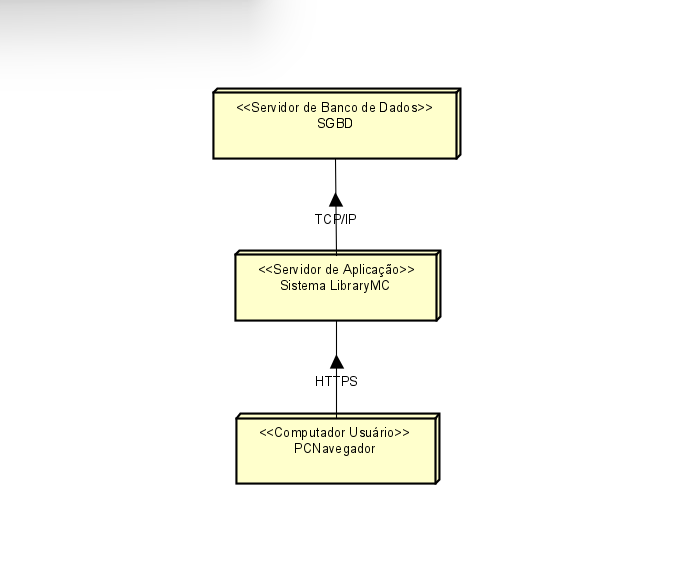 <<Servidor de Banco de Dados>>
SGBD
TCP/IP
<<Servidor de Aplicação>>
Sistema LibraryMC
HTTPS
<<Computador Usuário>>
PCNavegador